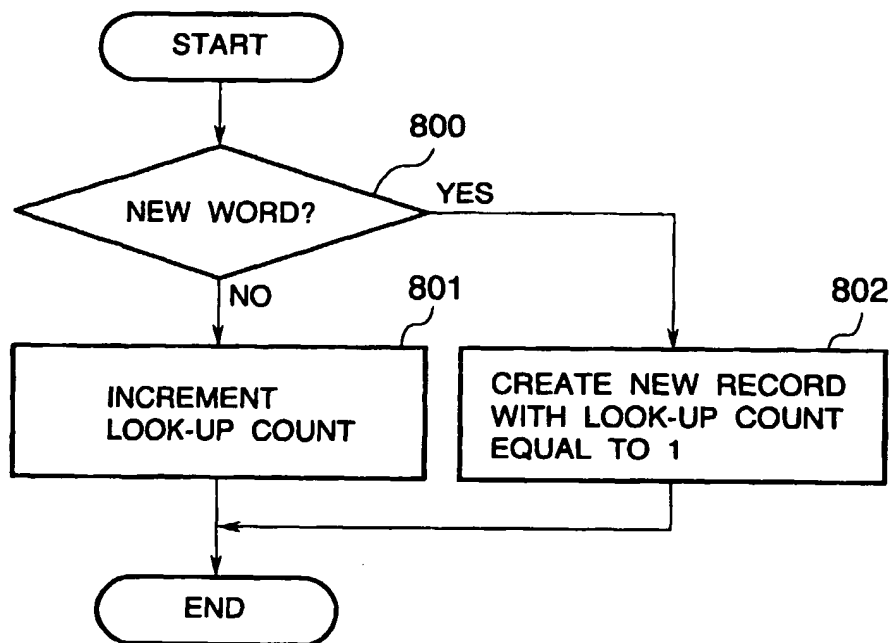 START
800
NEW WORD?
YES
NO
801
802
INCREMENT
LOOK-UP COUNT
CREATE NEW RECORD
WITH LOOK-UP COUNT
EQUAL TO 1
END